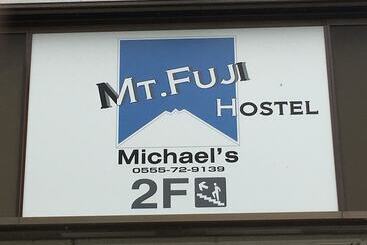 MT.FUJI
HOSTEL
Michael's
0555-72-9139
2F